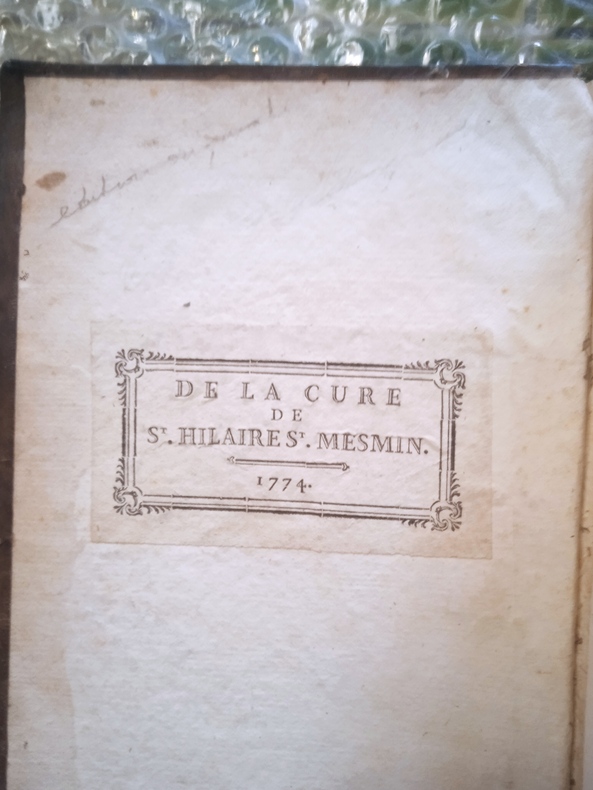 DE LA CURE
DE
Sᵀ. HILAIRE Sᵀ. MESMIN.
1774.